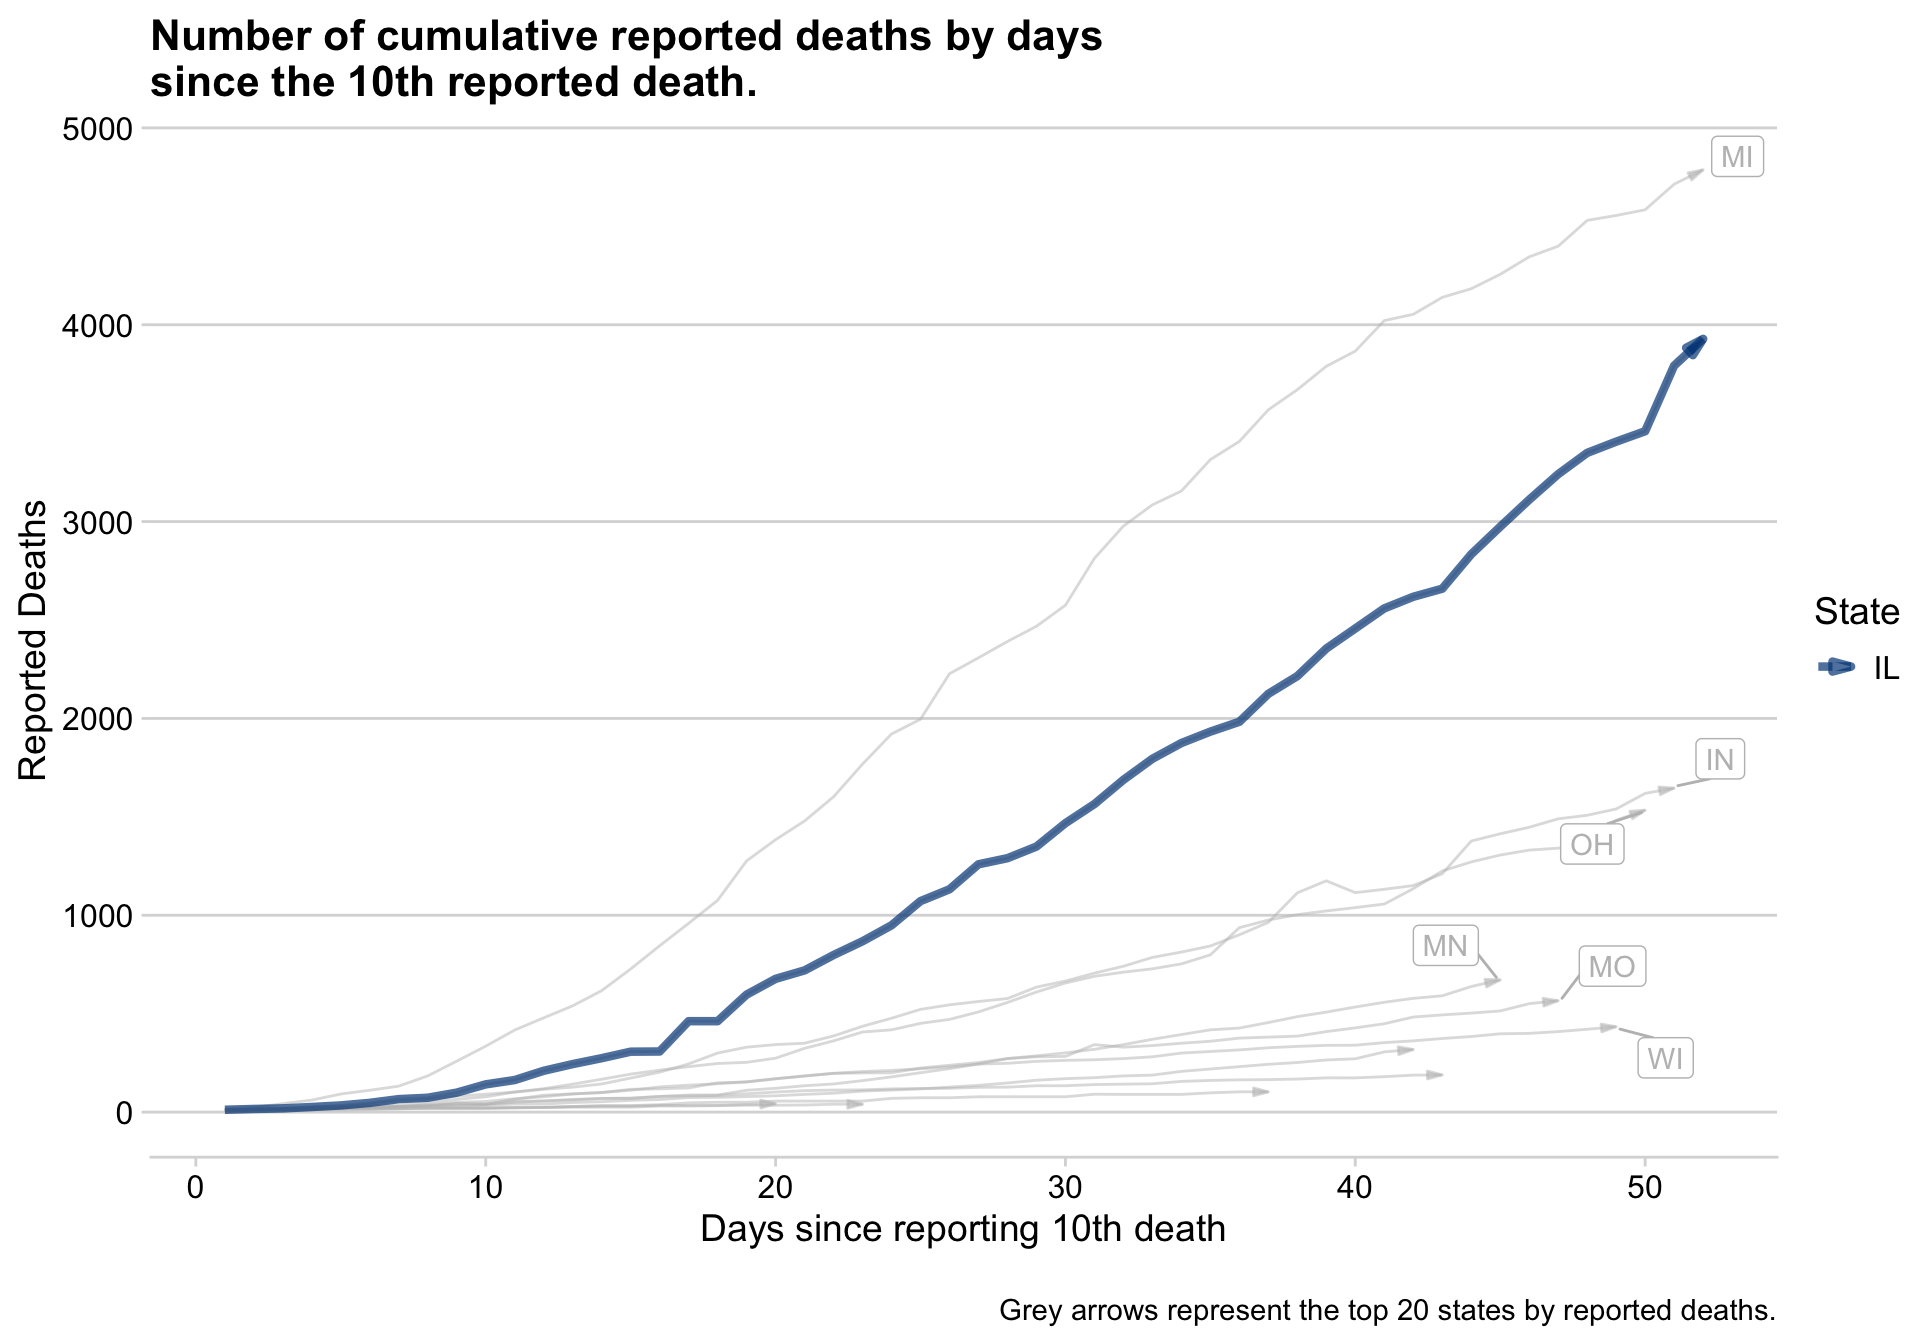 Number of cumulative reported deaths by days
since the 10th reported death.
5000
4000
3000
2000
1000
0
Reported Deaths
MI
IN
OH
MN
MO
WI
State
IL
0 10 20 30 40 50
Days since reporting 10th death
Grey arrows represent the top 20 states by reported deaths.